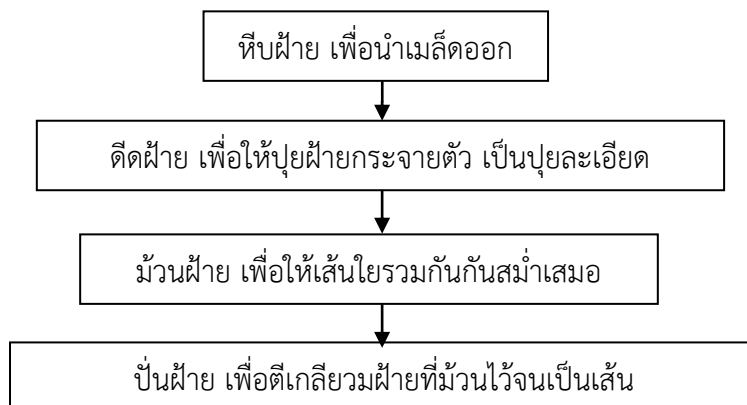 หีบฝ้าย เพื่อนำเมล็ดออก
ดีดฝ้าย เพื่อให้ปุยฝ้ายกระจายตัว เป็นปุยละเอียด
ม้วนฝ้าย เพื่อให้เส้นใยรวมกันกันสม่ำเสมอ
ปั่นฝ้าย เพื่อตีเกลียวมฝ้ายที่ม้วนไว้จนเป็นเส้น